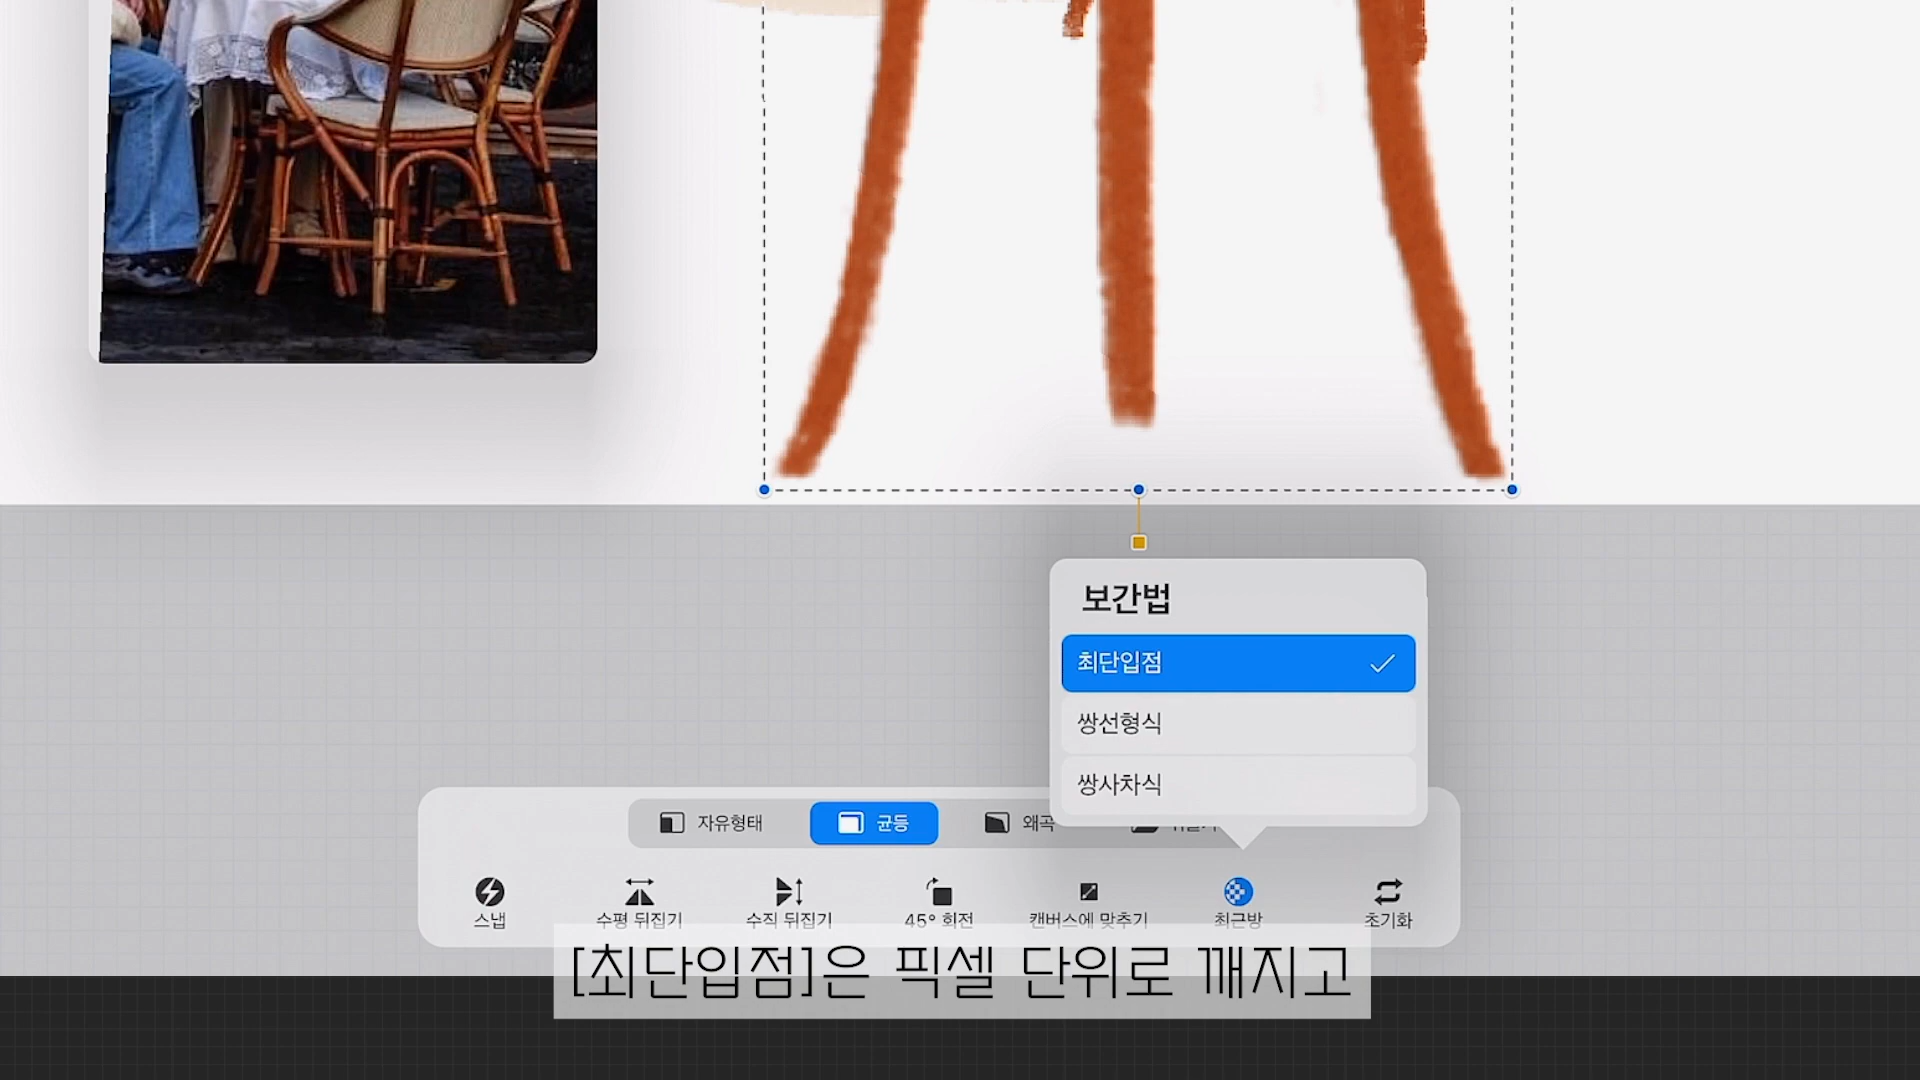 보간법
최단입점
쌍선형식
쌍사차식
자유형태
균등
왜곡
스냅
수평 뒤집기
수직 뒤집기
45° 회전
캔버스에 맞추기
최근방
초기화
[최단입점]은 픽셀 단위로 깨지고